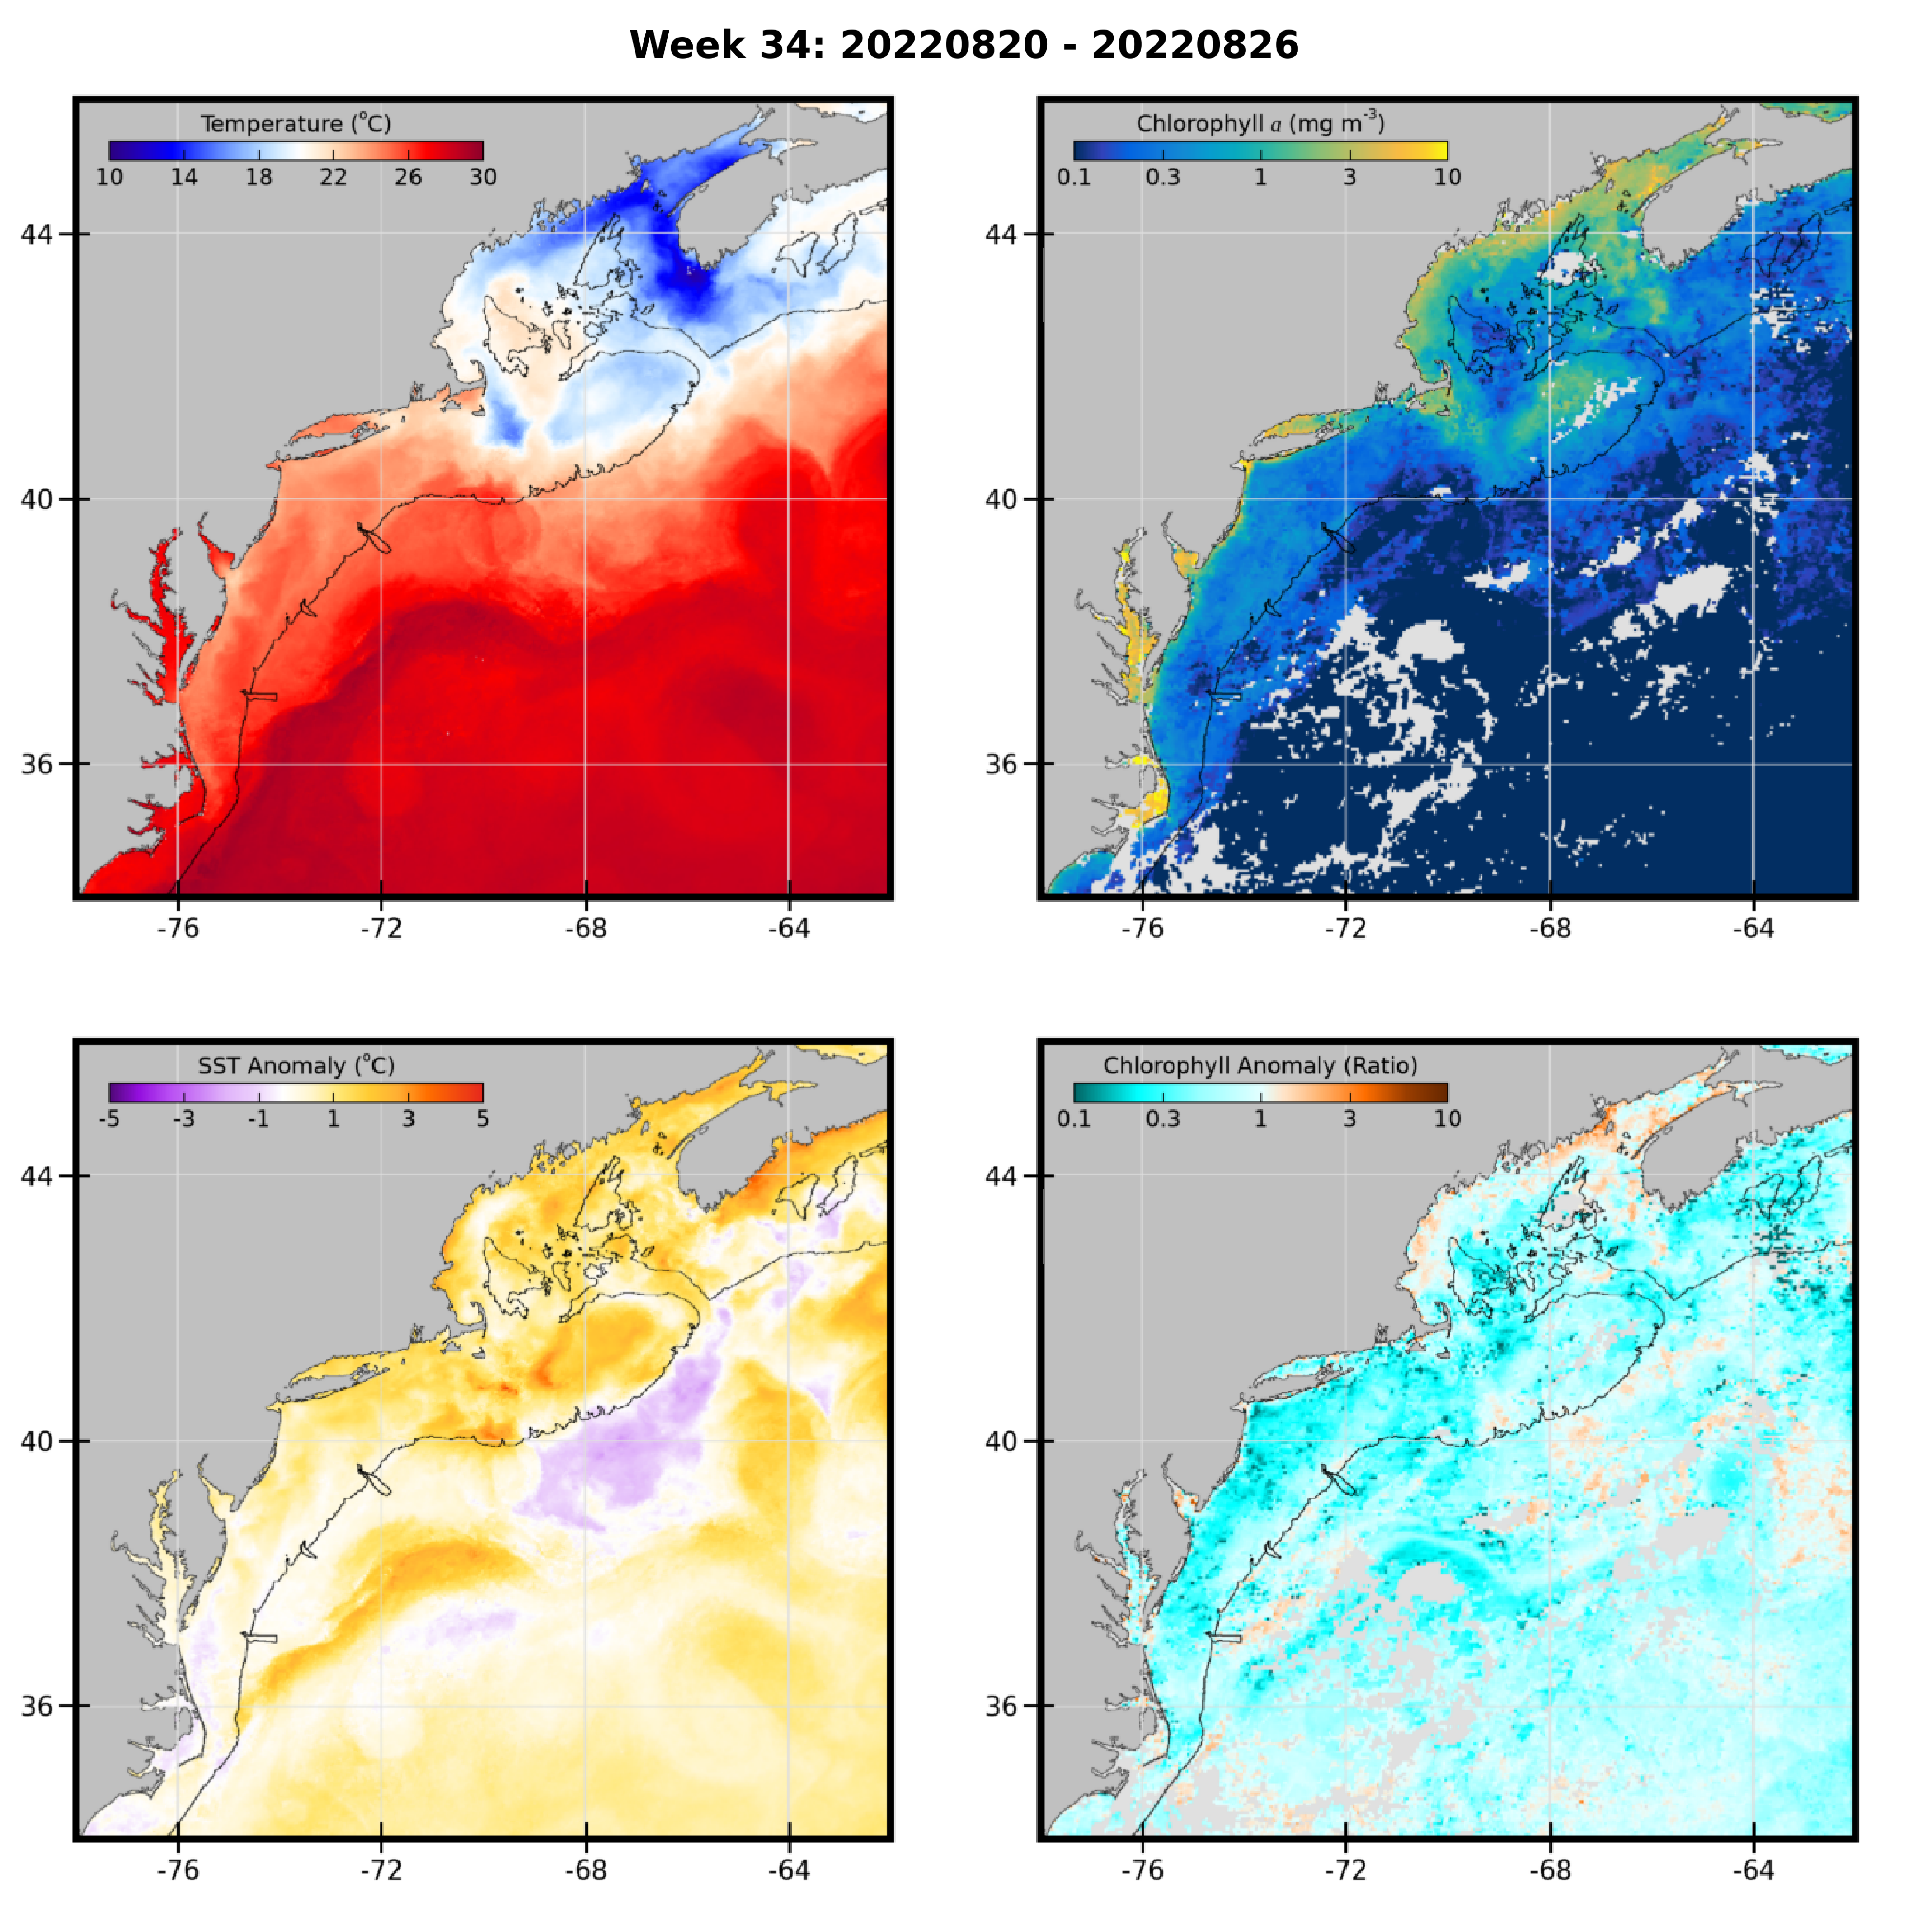 Week 34: 20220820 - 20220826
Temperature (°C)
10 14 18 22 26 30
44
40
36
-76 -72 -68 -64
Chlorophyll a (mg m⁻³)
0.1 0.3 1 3 10
44
40
36
-76 -72 -68 -64
SST Anomaly (°C)
-5 -3 -1 1 3 5
44
40
36
-76 -72 -68 -64
Chlorophyll Anomaly (Ratio)
0.1 0.3 1 3 10
44
40
36
-76 -72 -68 -64